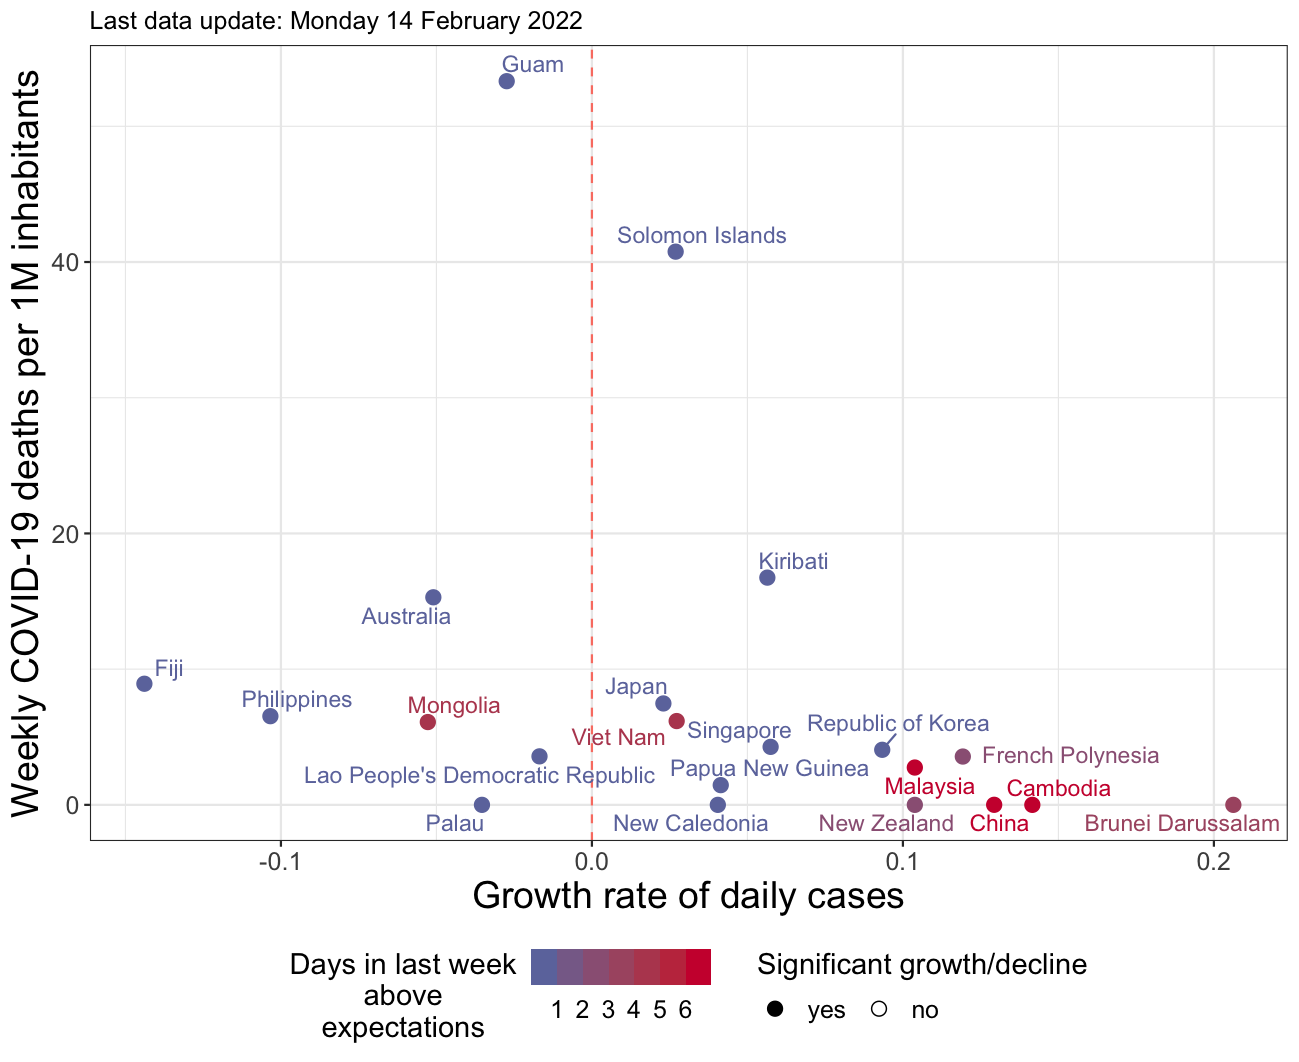 Last data update: Monday 14 February 2022
Weekly COVID-19 deaths per 1M inhabitants
40
20
0
Guam
Solomon Islands
Kiribati
Australia
Fiji
Philippines
Mongolia
Japan
Viet Nam
Singapore
Republic of Korea
French Polynesia
Lao People's Democratic Republic
Papua New Guinea
Malaysia
Cambodia
Palau
New Caledonia
New Zealand
China
Brunei Darussalam
-0.1
0.0
0.1
0.2
Growth rate of daily cases
Days in last week
above
expectations
1 2 3 4 5 6
Significant growth/decline
yes
no